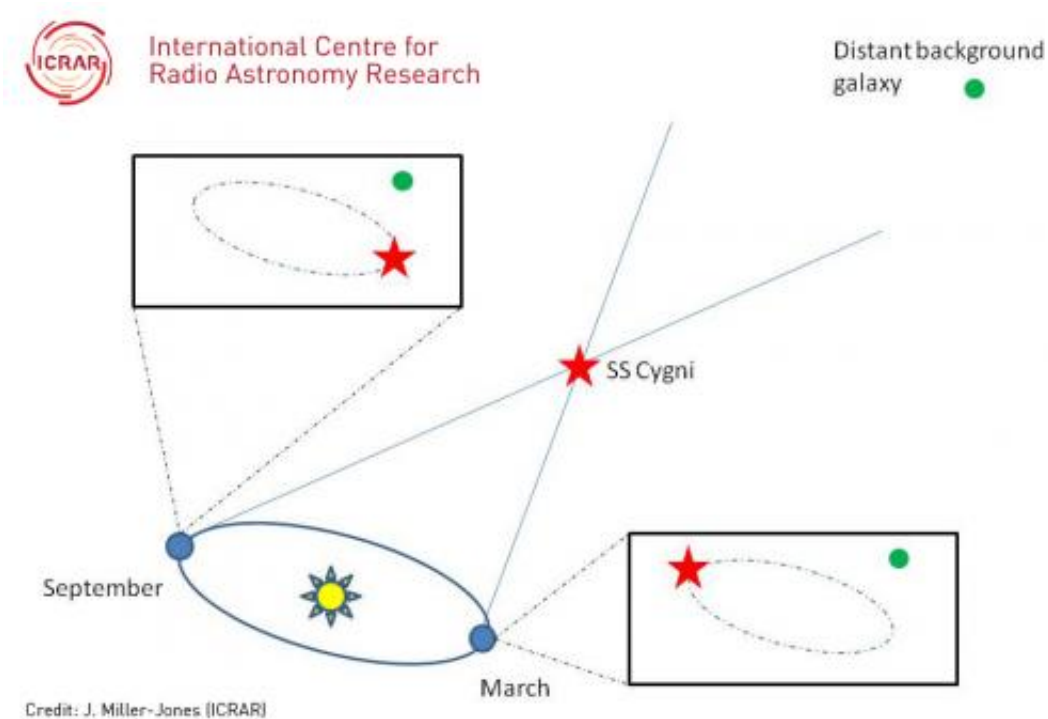 ICRAR
International Centre for
Radio Astronomy Research
Distant background
galaxy
SS Cygni
September
March
Credit: J. Miller-Jones (ICRAR)